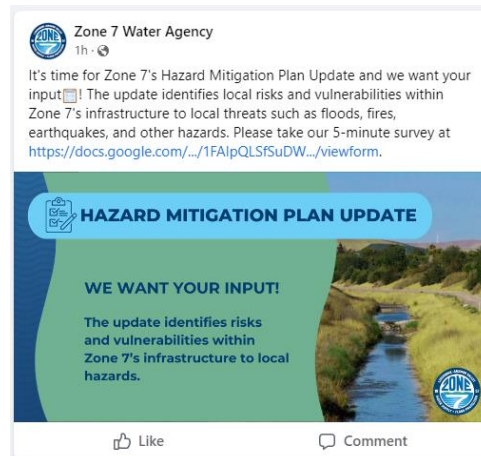 Zone 7 Water Agency
1h ·
It's time for Zone 7's Hazard Mitigation Plan Update and we want your
input! The update identifies local risks and vulnerabilities within
Zone 7's infrastructure to local threats such as floods, fires,
earthquakes, and other hazards. Please take our 5-minute survey at
https://docs.google.com/.../1FAIpQLSfSuDW.../viewform.
HAZARD MITIGATION PLAN UPDATE
WE WANT YOUR INPUT!
The update identifies risks
and vulnerabilities within
Zone 7's infrastructure to local
hazards.
ZONE
7
Like
Comment